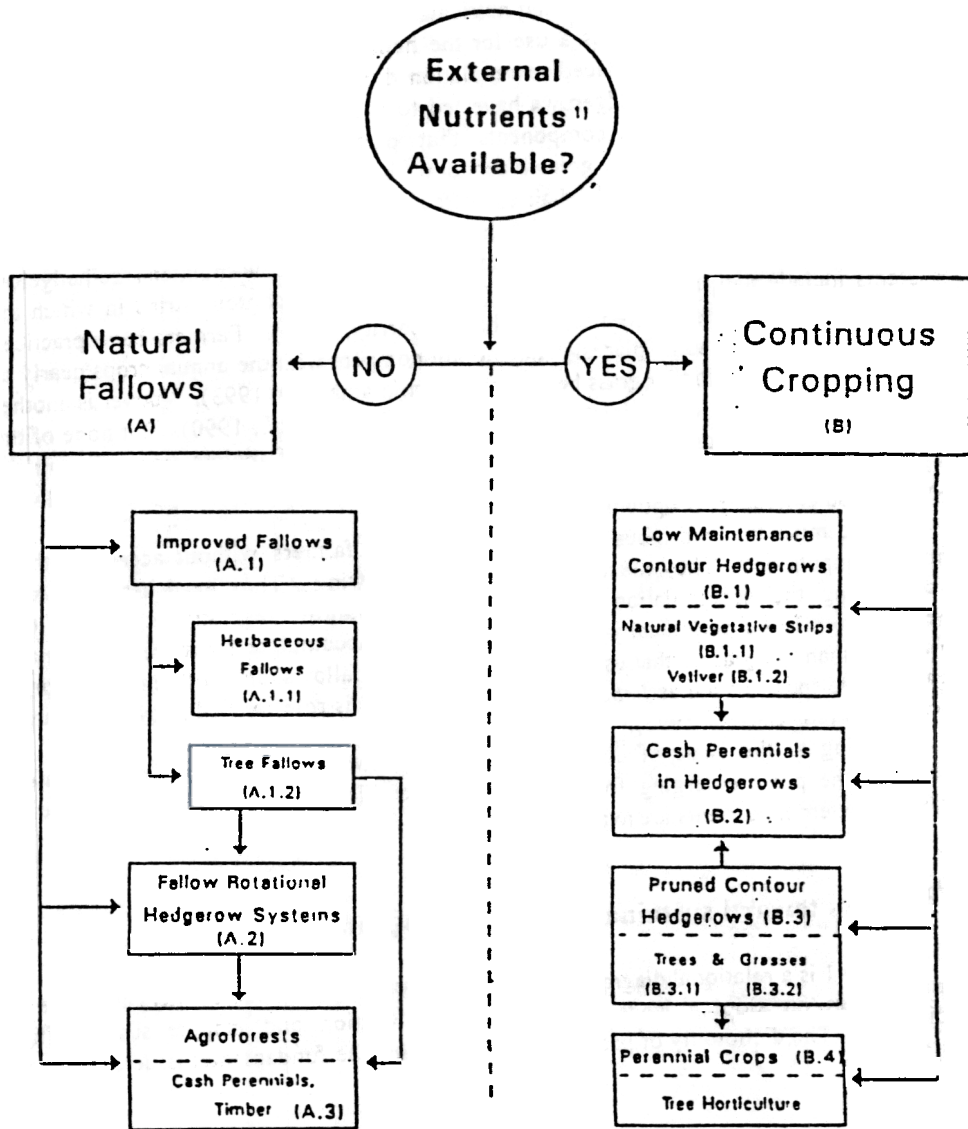 External
Nutrients 1)
Available?
Natural
Fallows
(A)
NO
YES
Continuous
Cropping
(B)
Improved Fallows
(A.1)
Herbaceous
Fallows
(A.1.1)
Tree Fallows
(A.1.2)
Fallow Rotational
Hedgerow Systems
(A.2)
Agroforests
Cash Perennials,
Timber (A.3)
Low Maintenance
Contour Hedgerows
(B.1)
Natural Vegetative Strips
(B.1.1)
Vetiver (B.1.2)
Cash Perennials
in Hedgerows
(B.2)
Pruned Contour
Hedgerows (B.3)
Trees & Grasses
(B.3.1) (B.3.2)
Perennial Crops (B.4)
Tree Horticulture